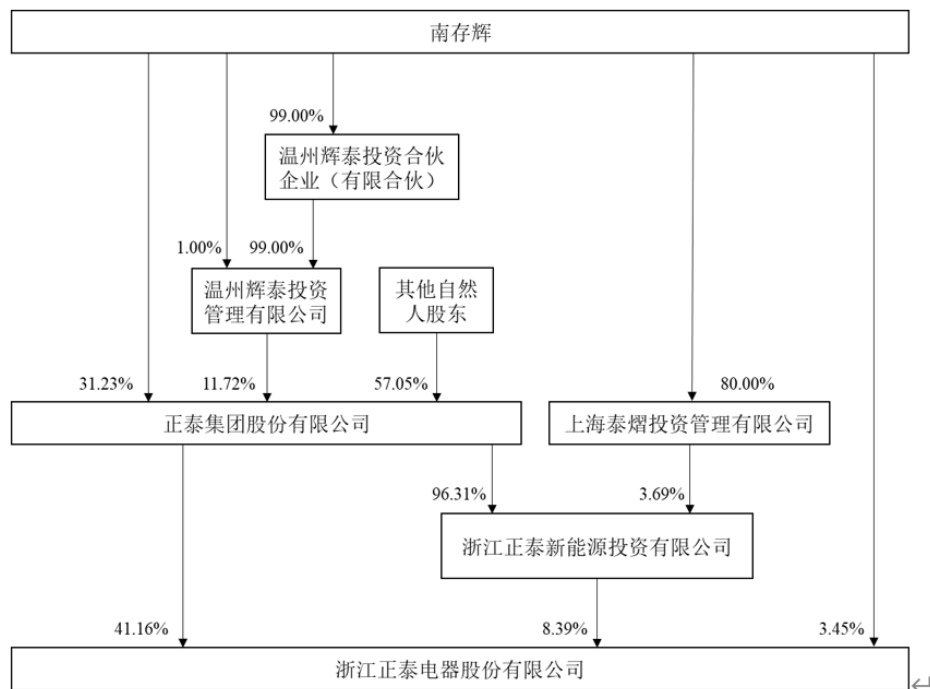 南存辉
99.00%
温州辉泰投资合伙
企业（有限合伙）
1.00%
99.00%
温州辉泰投资
管理有限公司
其他自然
人股东
31.23%
11.72%
57.05%
80.00%
正泰集团股份有限公司
上海泰熠投资管理有限公司
96.31%
3.69%
浙江正泰新能源投资有限公司
41.16%
8.39%
3.45%
浙江正泰电器股份有限公司